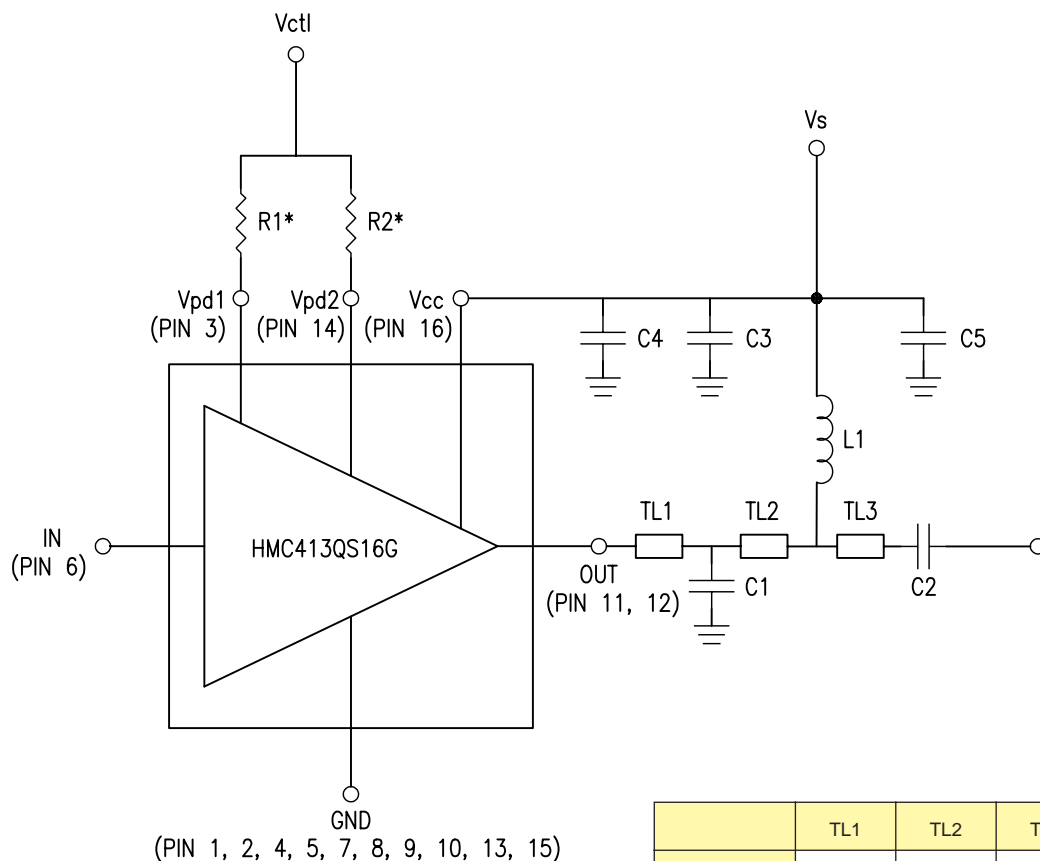 Vctl
Vs
R1*
R2*
Vpd1
(PIN 3)
Vpd2
(PIN 14)
Vcc
(PIN 16)
C4
C3
C5
L1
TL1
TL2
TL3
IN
(PIN 6)
HMC413QS16G
OUT
(PIN 11, 12)
C1
C2
GND
(PIN 1, 2, 4, 5, 7, 8, 9, 10, 13, 15)
TL1
TL2